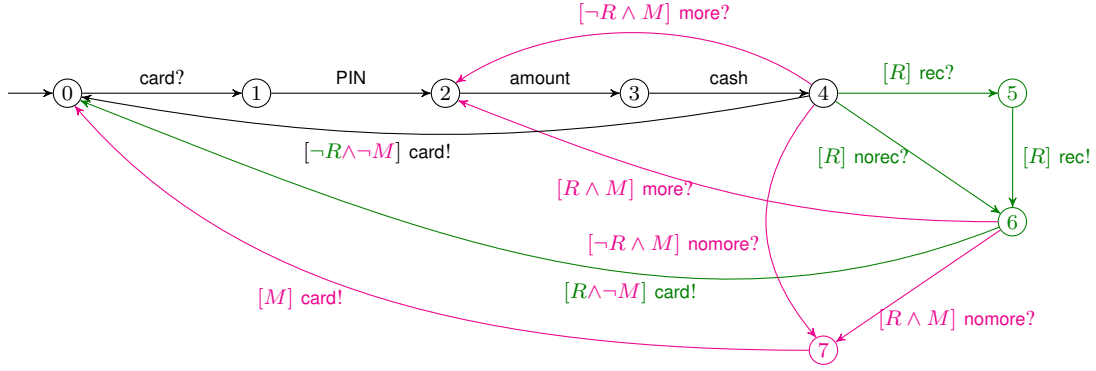 [¬R ∧ M] more?
card?
PIN
amount
cash
[R] rec?
0
1
2
3
4
5
[¬R∧¬M] card!
[R] norec?
[R] rec!
[R ∧ M] more?
6
[¬R ∧ M] nomore?
[M] card!
[R∧¬M] card!
[R ∧ M] nomore?
7